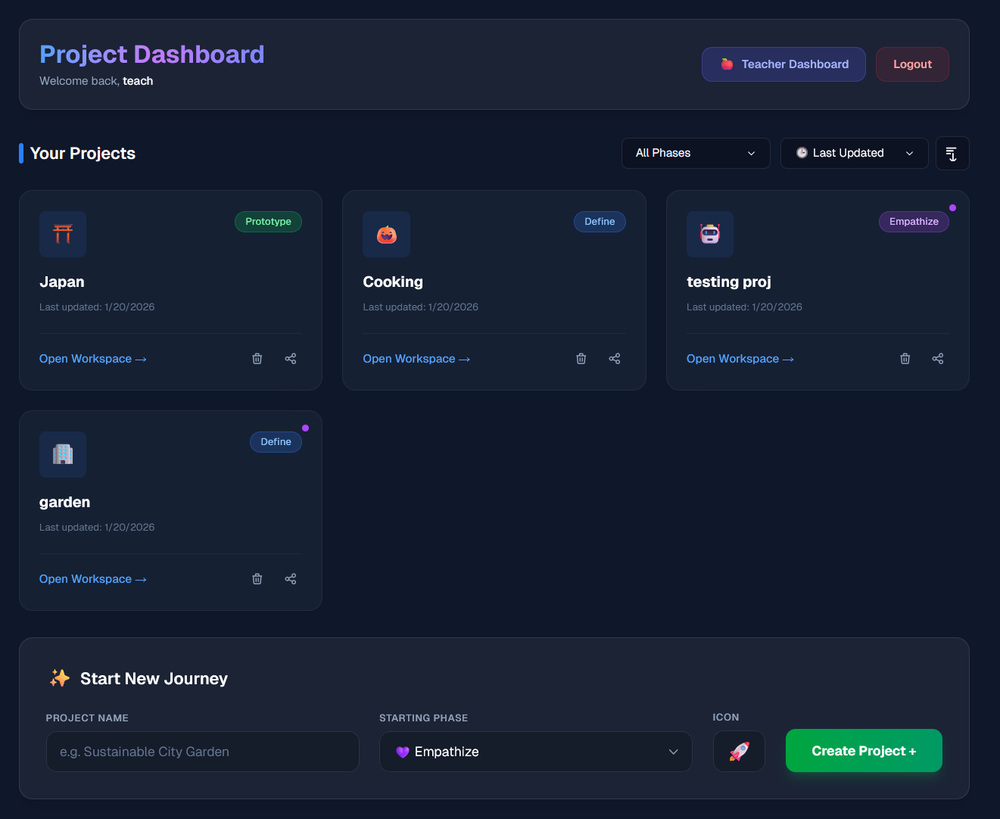 Project Dashboard
Welcome back, teach
Teacher Dashboard
Logout
Your Projects
All Phases
Last Updated
Prototype
Japan
Last updated: 1/20/2026
Open Workspace →
Define
Cooking
Last updated: 1/20/2026
Open Workspace →
Empathize
testing proj
Last updated: 1/20/2026
Open Workspace →
Define
garden
Last updated: 1/20/2026
Open Workspace →
Start New Journey
PROJECT NAME
e.g. Sustainable City Garden
STARTING PHASE
Empathize
ICON
Create Project +